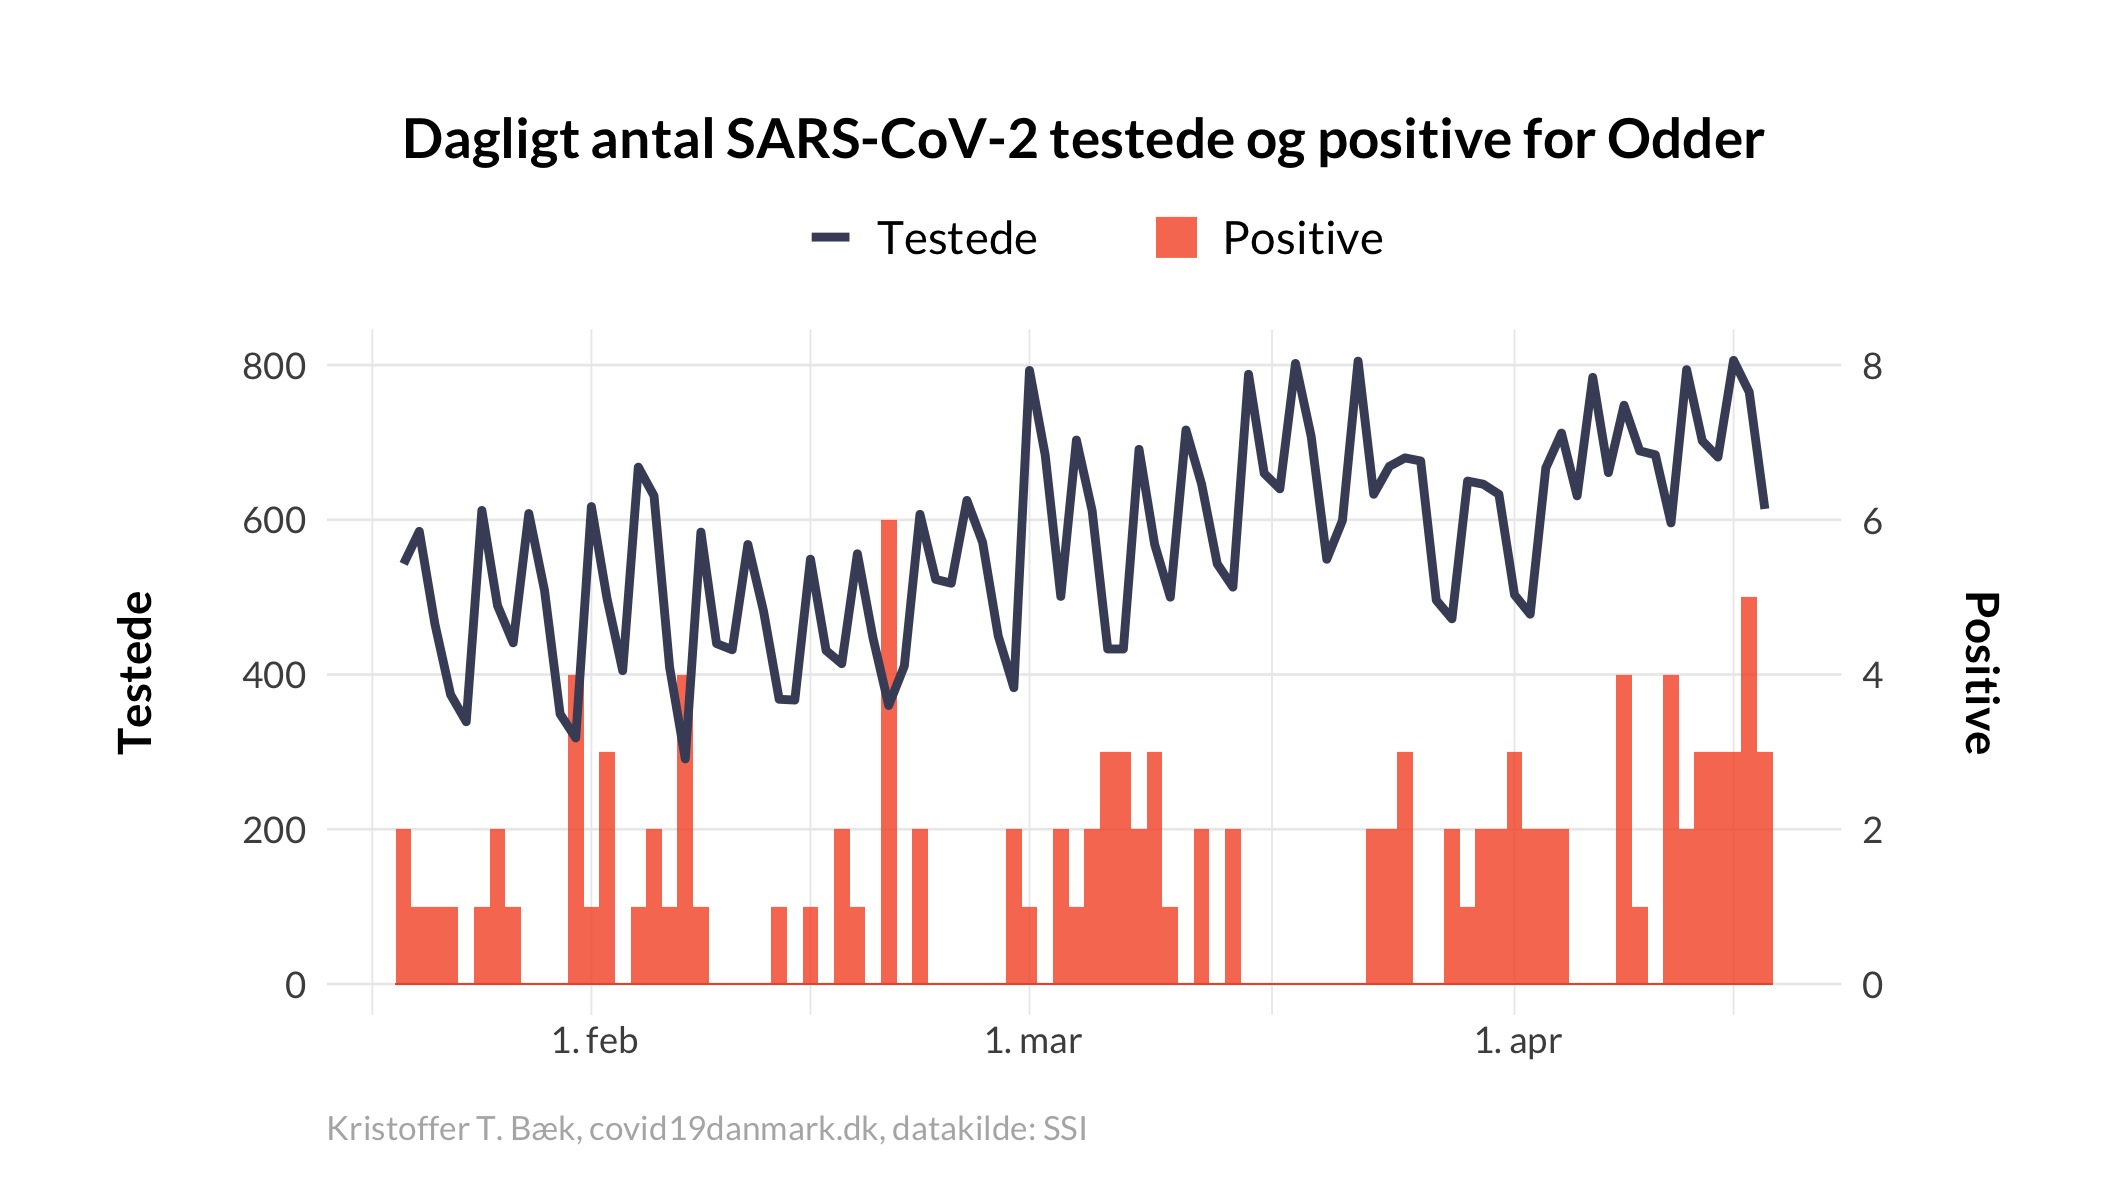 Dagligt antal SARS-CoV-2 testede og positive for Odder
Testede
Positive
800
600
400
200
0
Testede
8
6
4
2
0
Positive
1. feb
1. mar
1. apr
Kristoffer T. Bæk, covid19danmark.dk, datakilde: SSI